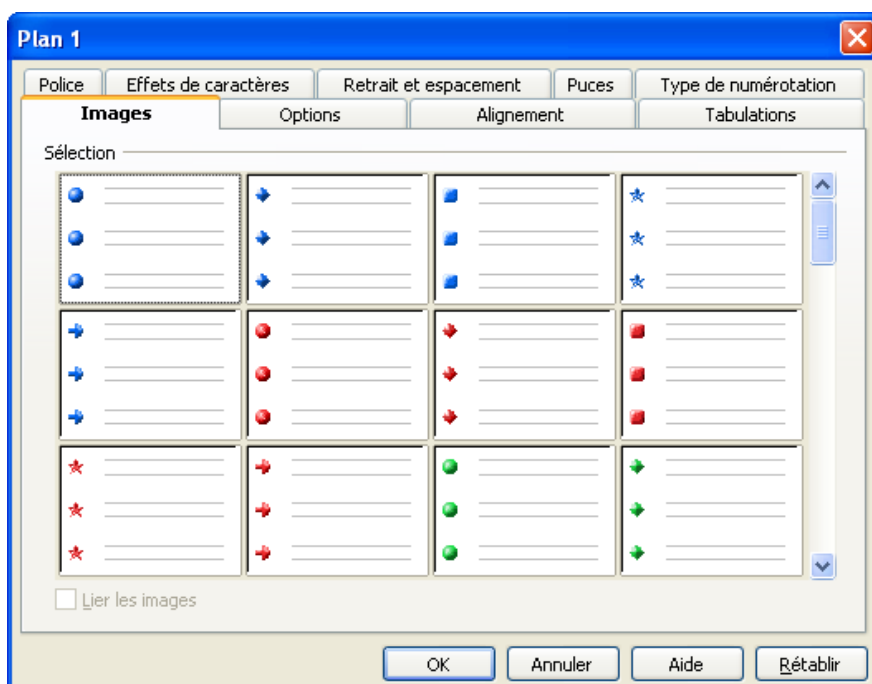 Plan 1
Police Effets de caractères Retrait et espacement Puces Type de numérotation
Images Options Alignement Tabulations
Sélection
Lier les images
OK Annuler Aide Rétablir